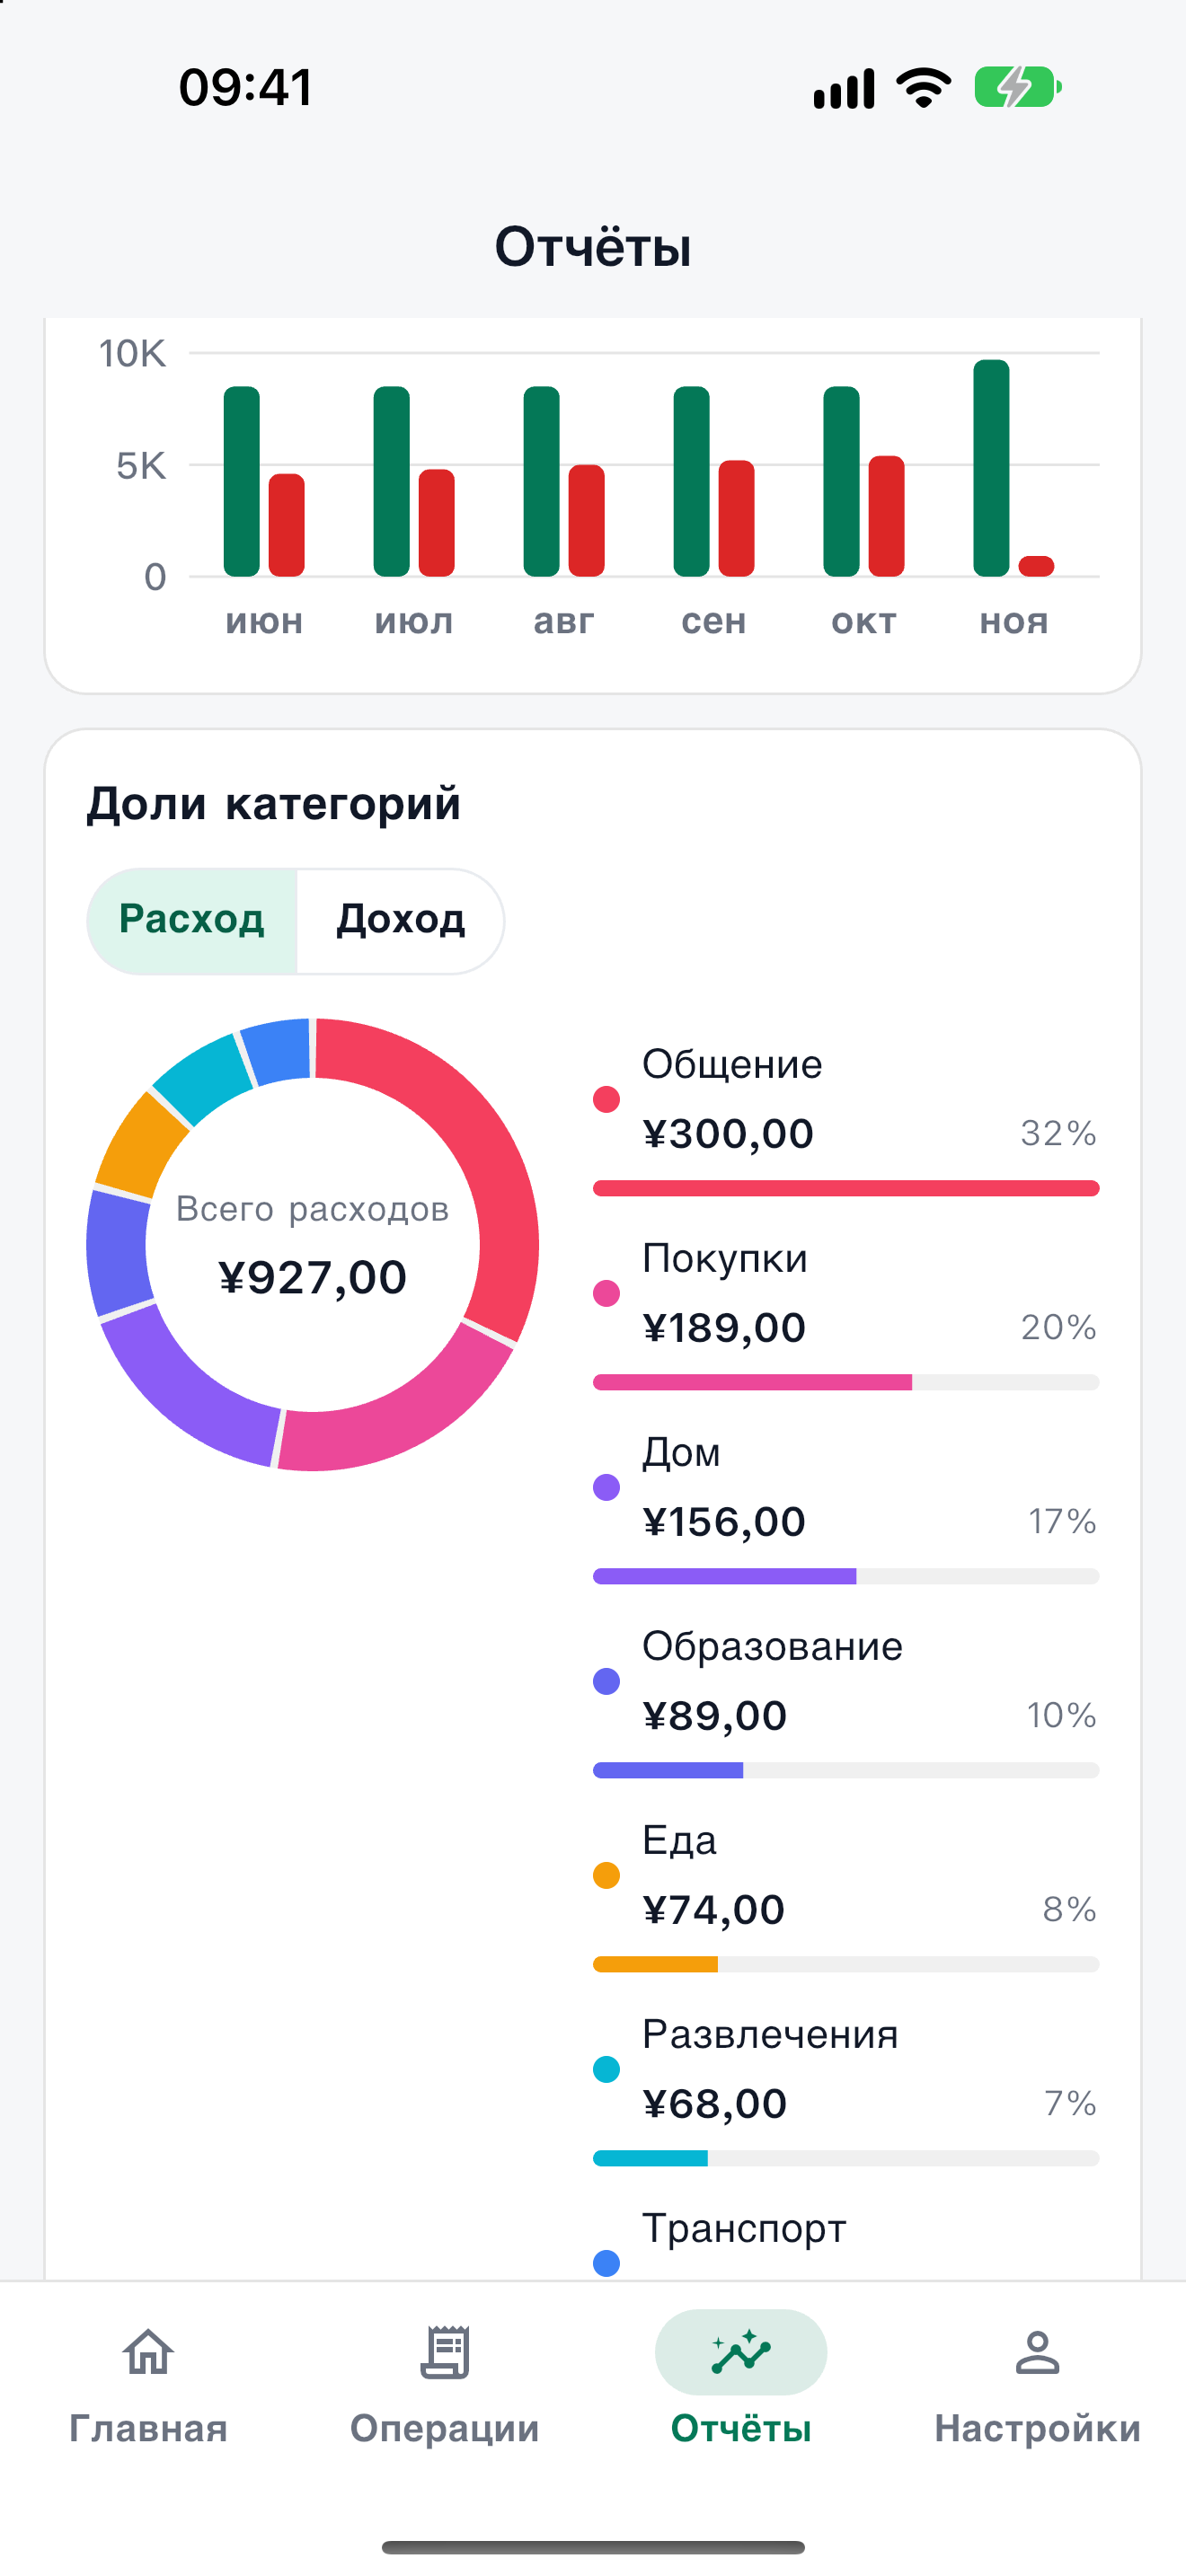 09:41
Отчёты
10K
5K
0
июн июл авг сен окт ноя
Доли категорий
Расход Доход
Всего расходов
¥927,00
Общение
¥300,00 32%
Покупки
¥189,00 20%
Дом
¥156,00 17%
Образование
¥89,00 10%
Еда
¥74,00 8%
Развлечения
¥68,00 7%
Транспорт
Главная Операции Отчёты Настройки